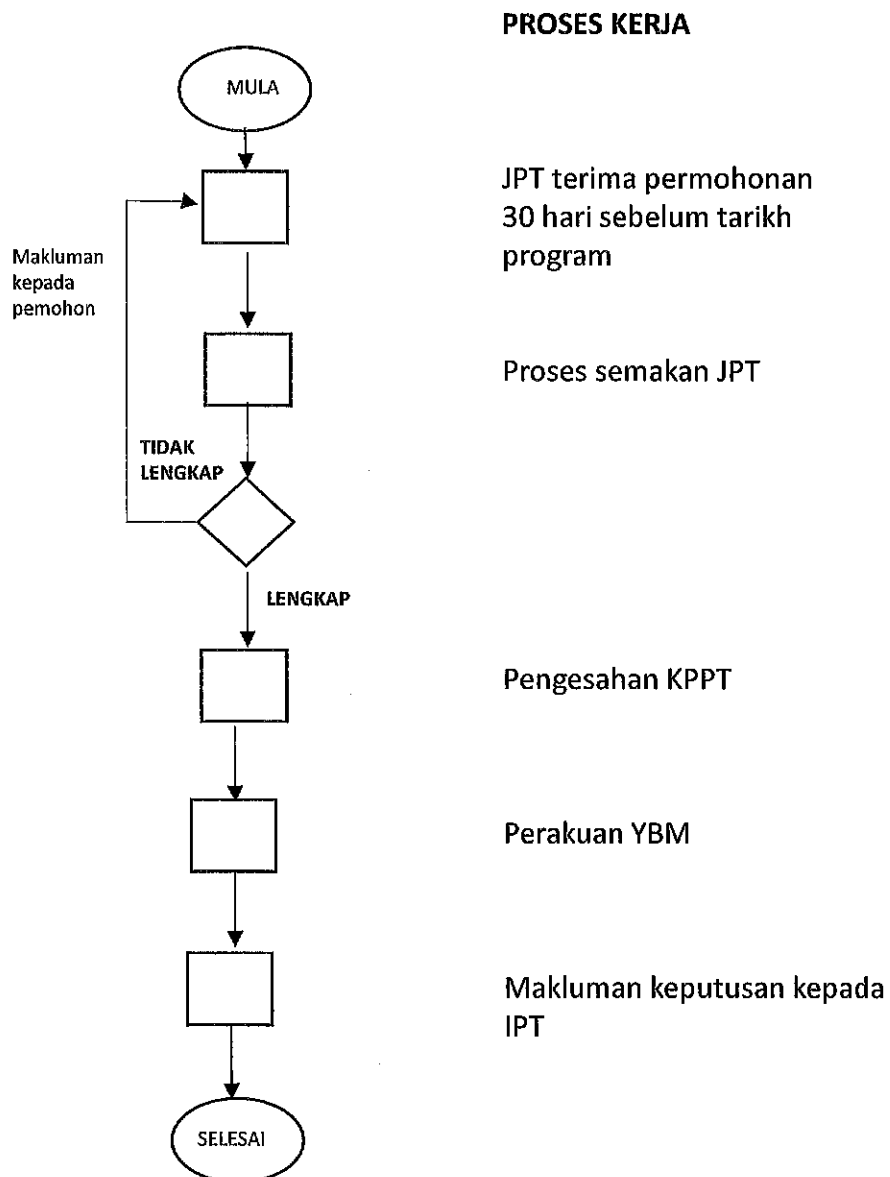 PROSES KERJA
MULA
JPT terima permohonan
30 hari sebelum tarikh
program
Makluman
kepada
pemohon
Proses semakan JPT
TIDAK
LENGKAP
LENGKAP
Pengesahan KPPT
Perakuan YBM
Makluman keputusan kepada
IPT
SELESAI